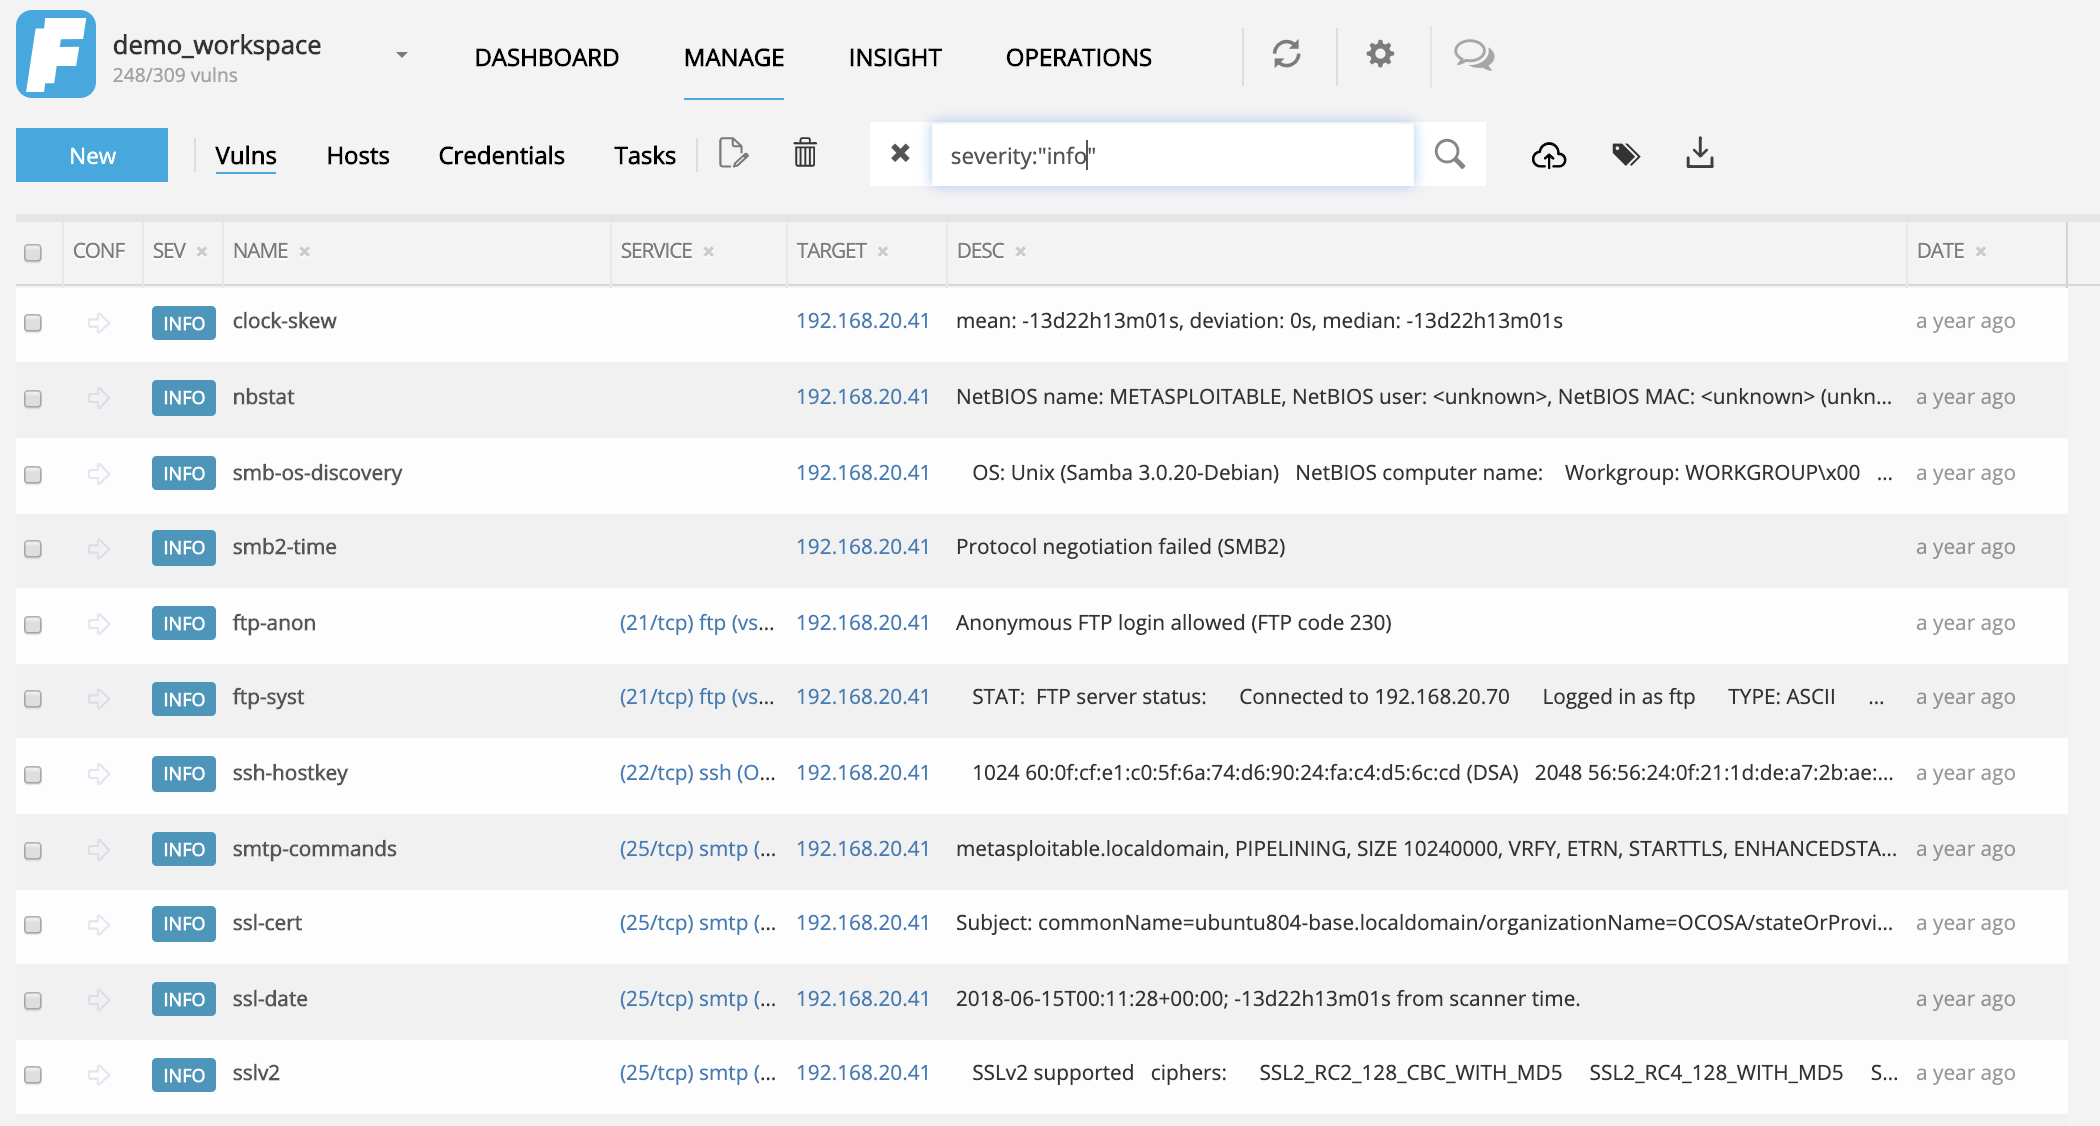 demo_workspace
248/309 vulns
DASHBOARD MANAGE INSIGHT OPERATIONS
New Vulns Hosts Credentials Tasks severity:"info"
CONF SEV NAME SERVICE TARGET DESC DATE
INFO clock-skew 192.168.20.41 mean: -13d22h13m01s, deviation: 0s, median: -13d22h13m01s a year ago
INFO nbstat 192.168.20.41 NetBIOS name: METASPLOITABLE, NetBIOS user: <unknown>, NetBIOS MAC: <unknown> (unkn... a year ago
INFO smb-os-discovery 192.168.20.41 OS: Unix (Samba 3.0.20-Debian) NetBIOS computer name: Workgroup: WORKGROUP\x00 ... a year ago
INFO smb2-time 192.168.20.41 Protocol negotiation failed (SMB2) a year ago
INFO ftp-anon (21/tcp) ftp (vs... 192.168.20.41 Anonymous FTP login allowed (FTP code 230) a year ago
INFO ftp-syst (21/tcp) ftp (vs... 192.168.20.41 STAT: FTP server status: Connected to 192.168.20.70 Logged in as ftp TYPE: ASCII ... a year ago
INFO ssh-hostkey (22/tcp) ssh (O... 192.168.20.41 1024 60:0f:cf:e1:c0:5f:6a:74:d6:90:24:fa:c4:d5:6c:cd (DSA) 2048 56:56:24:0f:21:1d:de:a7:2b:ae:... a year ago
INFO smtp-commands (25/tcp) smtp (... 192.168.20.41 metasploitable.localdomain, PIPELINING, SIZE 10240000, VRFY, ETRN, STARTTLS, ENHANCEDSTA... a year ago
INFO ssl-cert (25/tcp) smtp (... 192.168.20.41 Subject: commonName=ubuntu804-base.localdomain/organizationName=OCOSA/stateOrProvi... a year ago
INFO ssl-date (25/tcp) smtp (... 192.168.20.41 2018-06-15T00:11:28+00:00; -13d22h13m01s from scanner time. a year ago
INFO sslv2 (25/tcp) smtp (... 192.168.20.41 SSLv2 supported ciphers: SSL2_RC2_128_CBC_WITH_MD5 SSL2_RC4_128_WITH_MD5 S... a year ago